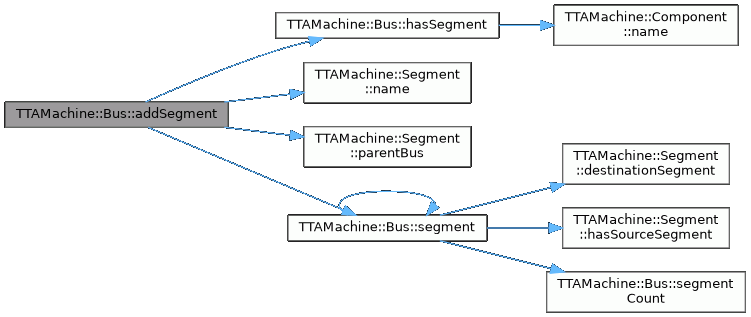 TTAMachine::Bus::addSegment
TTAMachine::Bus::hasSegment
TTAMachine::Component
::name
TTAMachine::Segment
::name
TTAMachine::Segment
::parentBus
TTAMachine::Bus::segment
TTAMachine::Segment
::destinationSegment
TTAMachine::Segment
::hasSourceSegment
TTAMachine::Bus::segment
Count